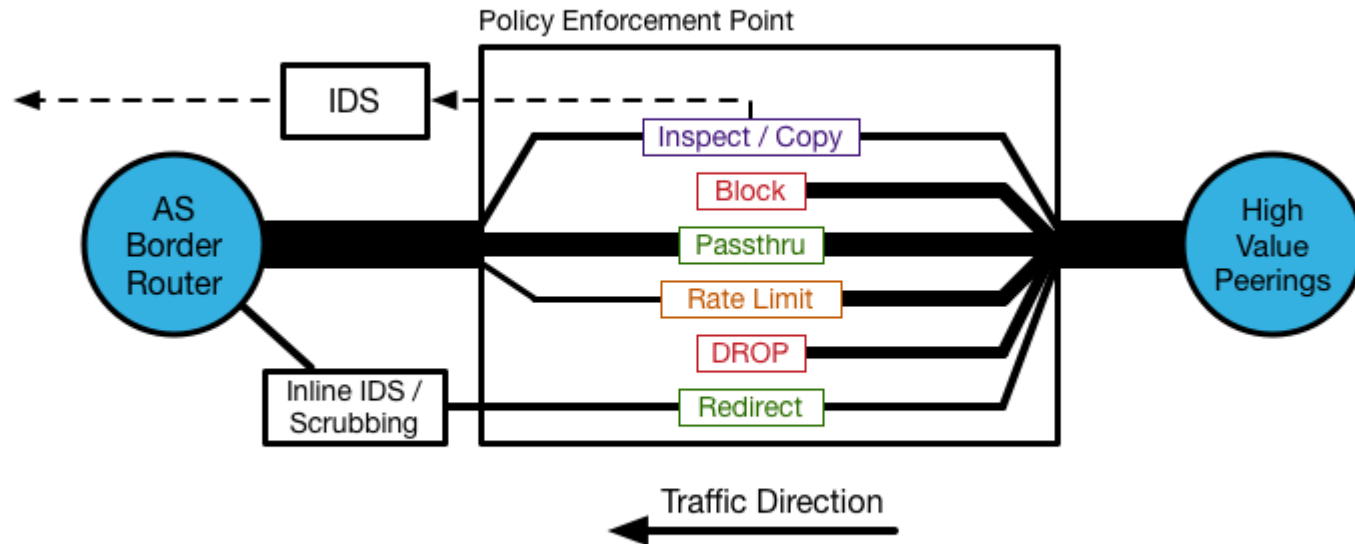 Policy Enforcement Point
IDS
Inspect / Copy
Block
AS
Border
Router
Passthru
High
Value
Peerings
Rate Limit
DROP
Inline IDS /
Scrubbing
Redirect
Traffic Direction